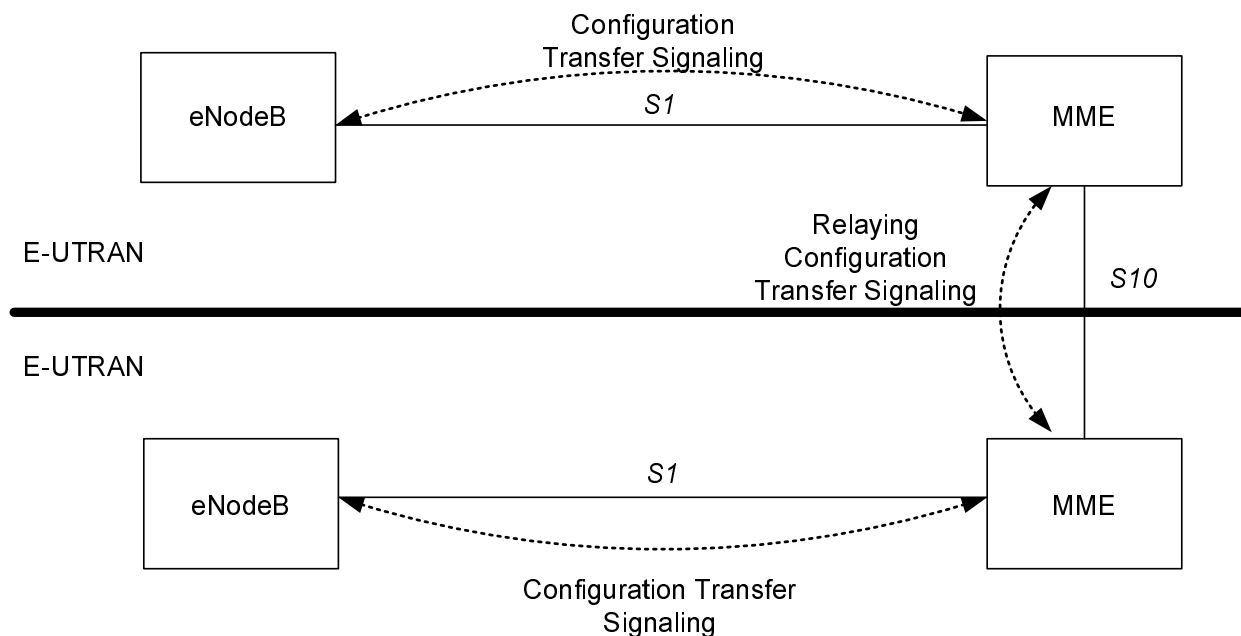 Configuration
Transfer Signaling
S1
eNodeB
MME
Relaying
Configuration
Transfer Signaling
E-UTRAN
S10
E-UTRAN
S1
eNodeB
MME
Configuration Transfer
Signaling